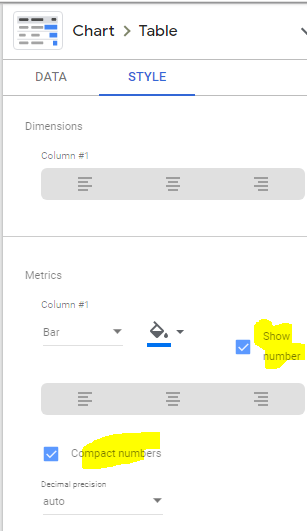 Chart > Table
DATA STYLE
Dimensions
Column #1
Metrics
Column #1
Bar
Show
number
Compact numbers
Decimal precision
auto